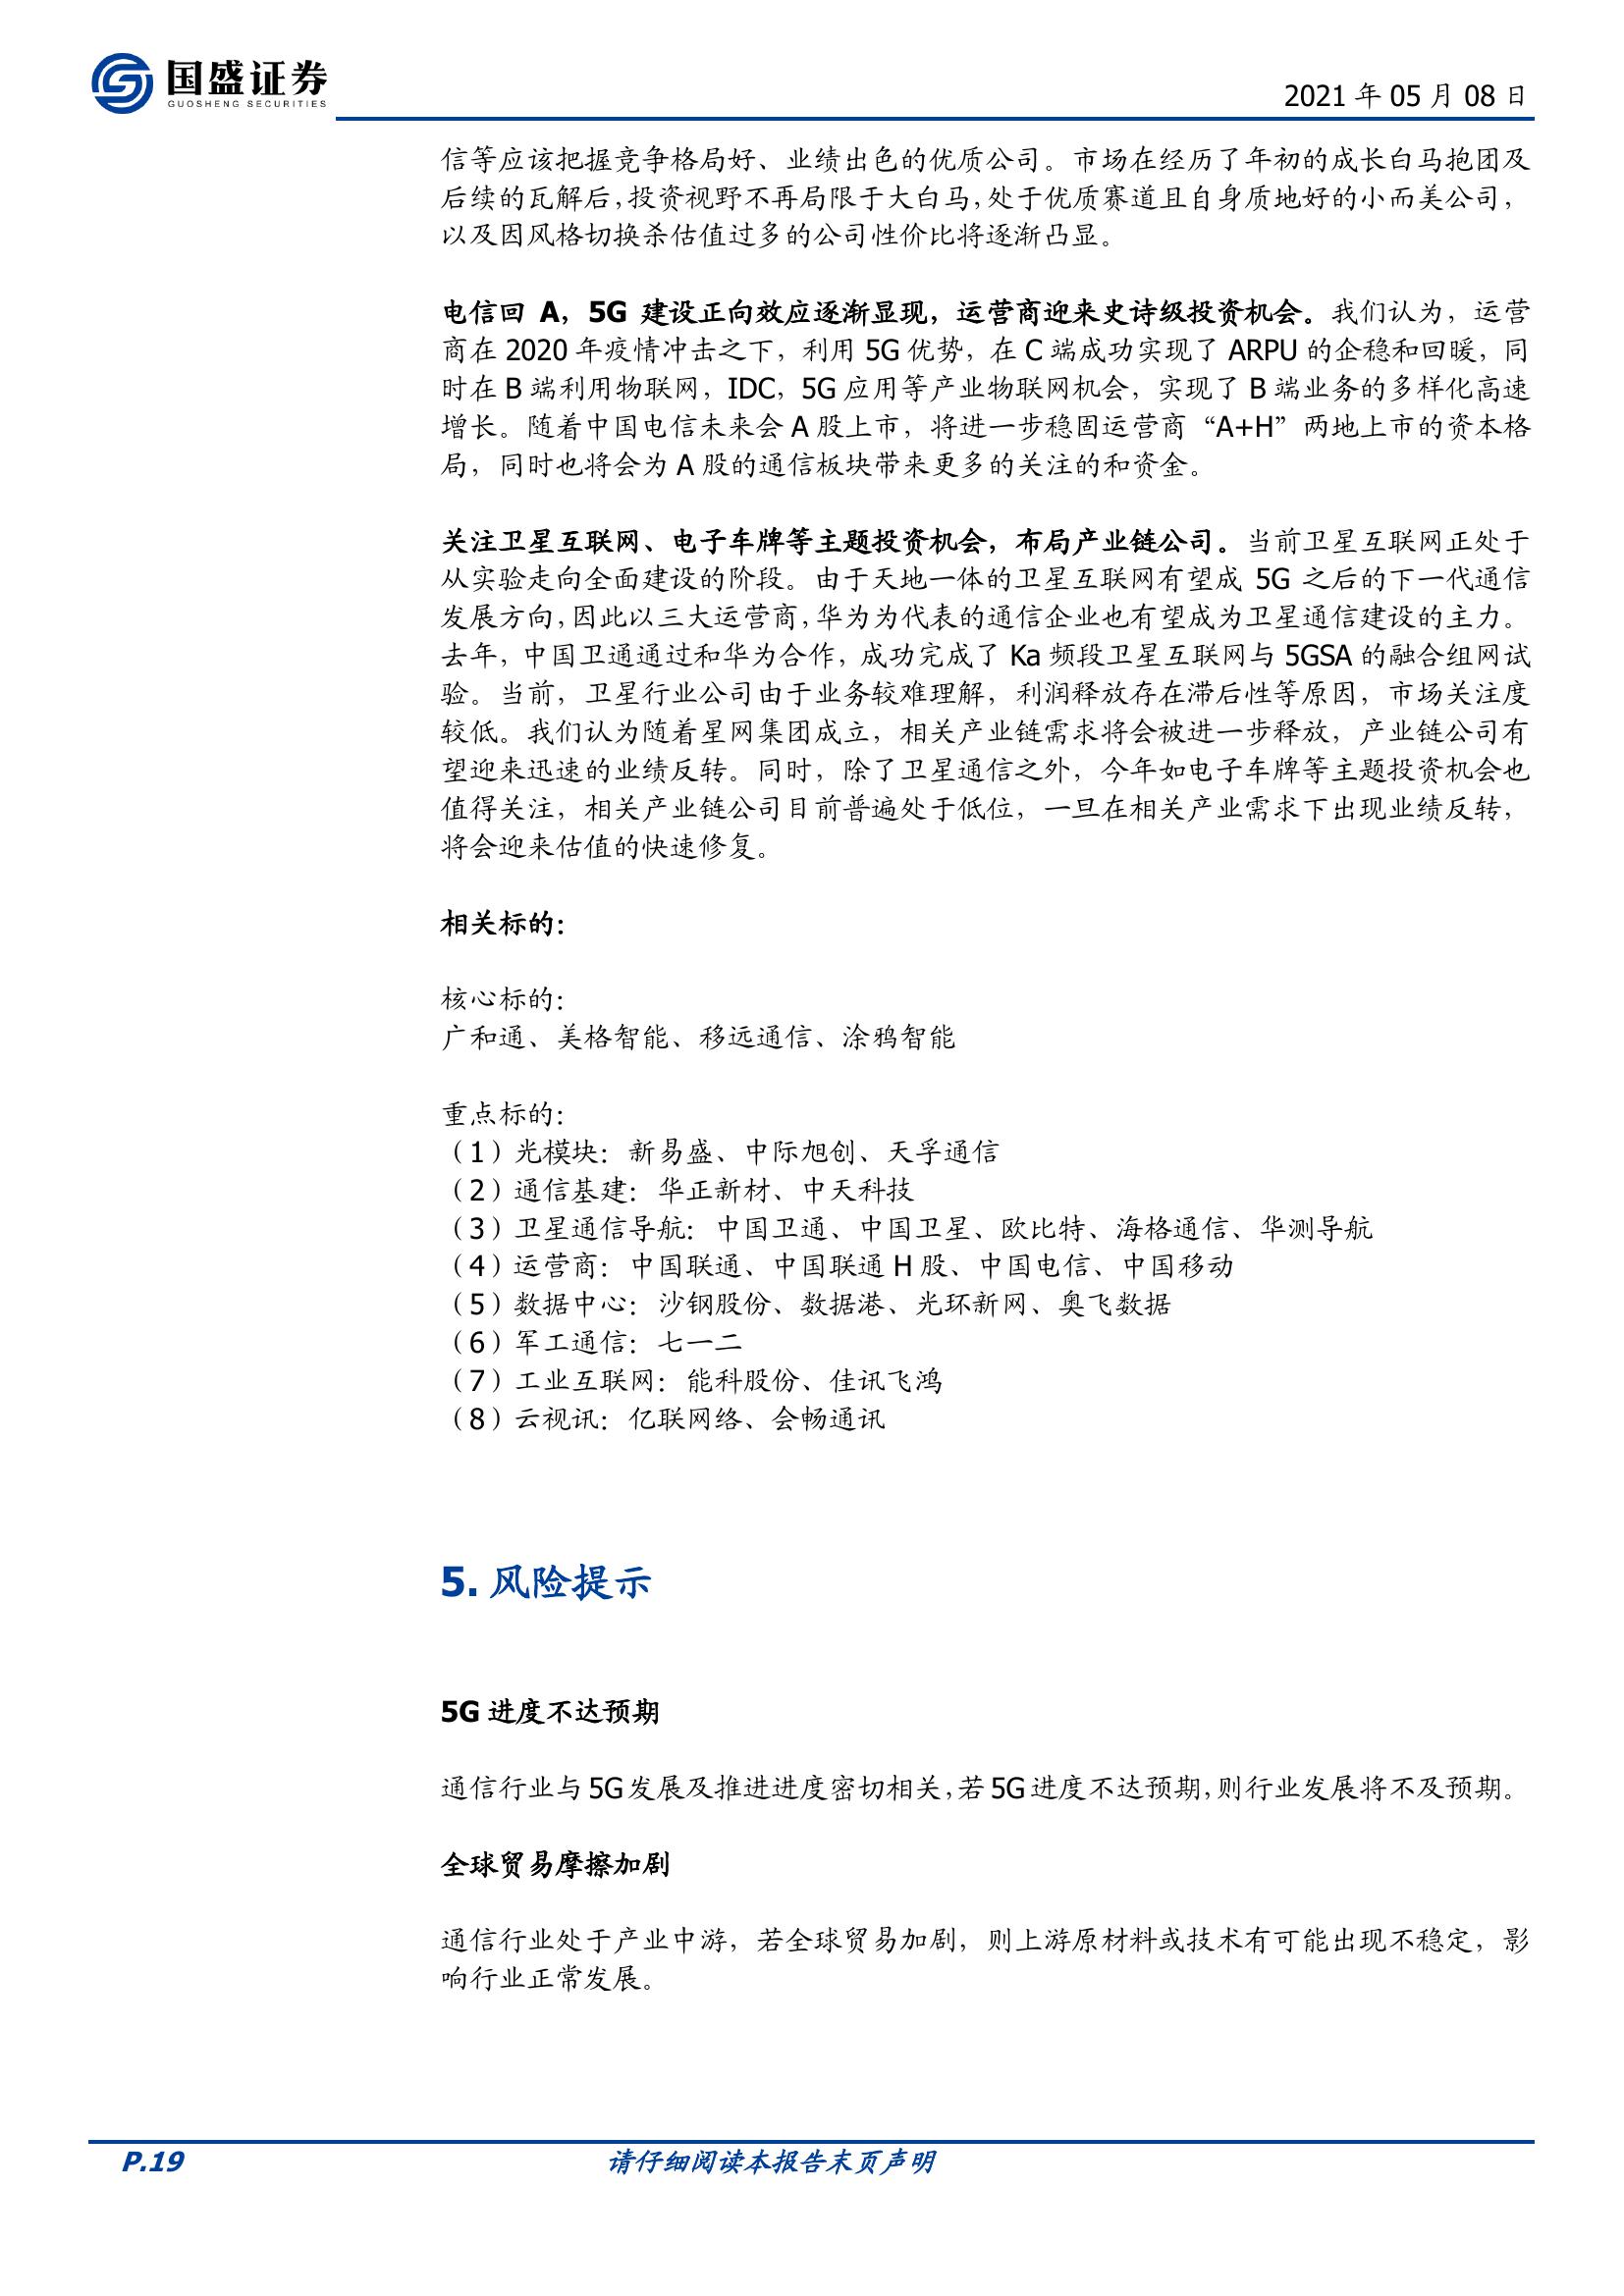 国盛证券
GUOSHENG SECURITIES
2021 年 05 月 08 日
信等应该把握竞争格局好、业绩出色的优质公司。市场在经历了年初的成长白马抱团及
后续的瓦解后，投资视野不再局限于大白马，处于优质赛道且自身质地好的小而美公司，
以及因风格切换杀估值过多的公司性价比将逐渐凸显。
电信回 A，5G 建设正向效应逐渐显现，运营商迎来史诗级投资机会。我们认为，运营
商在 2020 年疫情冲击之下，利用 5G 优势，在 C 端成功实现了 ARPU 的企稳和回暖，同
时在 B 端利用物联网，IDC，5G 应用等产业物联网机会，实现了 B 端业务的多样化高速
增长。随着中国电信未来会 A 股上市，将进一步稳固运营商“A+H”两地上市的资本格
局，同时也将会为 A 股的通信板块带来更多的关注的和资金。
关注卫星互联网、电子车牌等主题投资机会，布局产业链公司。当前卫星互联网正处于
从实验走向全面建设的阶段。由于天地一体的卫星互联网有望成 5G 之后的下一代通信
发展方向，因此以三大运营商，华为为代表的通信企业也有望成为卫星通信建设的主力。
去年，中国卫通通过和华为合作，成功完成了 Ka 频段卫星互联网与 5GSA 的融合组网试
验。当前，卫星行业公司由于业务较难理解，利润释放存在滞后性等原因，市场关注度
较低。我们认为随着星网集团成立，相关产业链需求将会被进一步释放，产业链公司有
望迎来迅速的业绩反转。同时，除了卫星通信之外，今年如电子车牌等主题投资机会也
值得关注，相关产业链公司目前普遍处于低位，一旦在相关产业需求下出现业绩反转，
将会迎来估值的快速修复。
相关标的：
核心标的：
广和通、美格智能、移远通信、涂鸦智能
重点标的：
（1）光模块：新易盛、中际旭创、天孚通信
（2）通信基建：华正新材、中天科技
（3）卫星通信导航：中国卫通、中国卫星、欧比特、海格通信、华测导航
（4）运营商：中国联通、中国联通 H 股、中国电信、中国移动
（5）数据中心：沙钢股份、数据港、光环新网、奥飞数据
（6）军工通信：七一二
（7）工业互联网：能科股份、佳讯飞鸿
（8）云视讯：亿联网络、会畅通讯
5. 风险提示
5G 进度不达预期
通信行业与 5G 发展及推进进度密切相关，若 5G 进度不达预期，则行业发展将不及预期。
全球贸易摩擦加剧
通信行业处于产业中游，若全球贸易加剧，则上游原材料或技术有可能出现不稳定，影
响行业正常发展。
P.19
请仔细阅读本报告末页声明